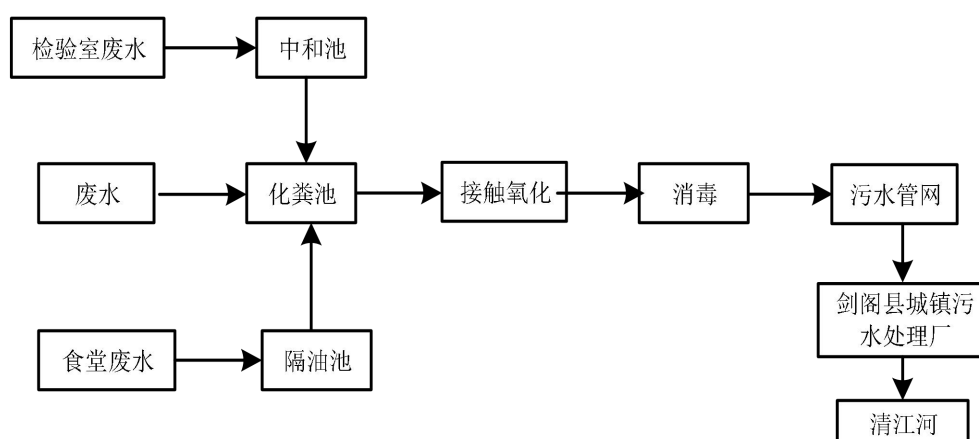 检验室废水
中和池
废水
化粪池
接触氧化
消毒
污水管网
剑阁县城镇污
水处理厂
食堂废水
隔油池
清江河